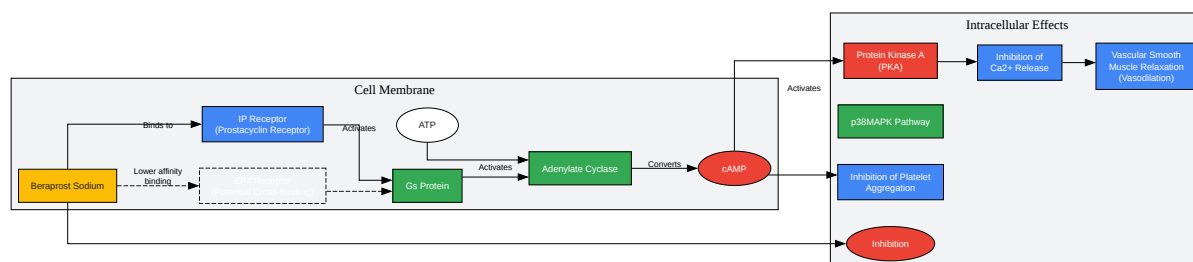 Intracellular Effects
Protein Kinase A
(PKA)
Inhibition of
Ca2+ Release
Vascular Smooth
Muscle Relaxation
(Vasodilation)
Activates
Cell Membrane
IP Receptor
(Prostacyclin Receptor)
Binds to
Activates
ATP
p38MAPK Pathway
Lower affinity
binding
Adenylate Cyclase
Activates
Converts
cAMP
Beraprost Sodium
Gs Protein
Inhibition of Platelet
Aggregation
Inhibition